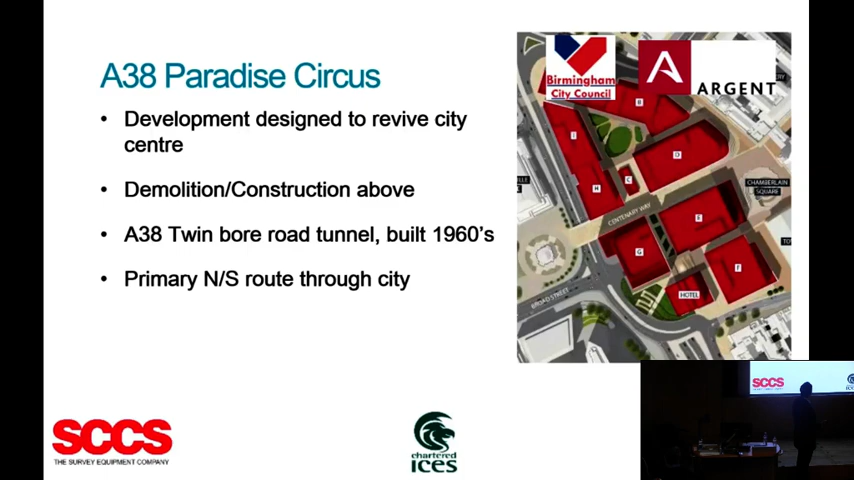 A38 Paradise Circus
• Development designed to revive city
centre
• Demolition/Construction above
• A38 Twin bore road tunnel, built 1960's
• Primary N/S route through city
Birmingham
City Council
A
ARGENT
B
I
D
C
H
CHAMBERLAIN
SQUARE
CENTENARY WAY
E
G
F
HOTEL
BROAD STREET
SCCS
THE SURVEY EQUIPMENT COMPANY
chartered
ICES
SCCS
ICES